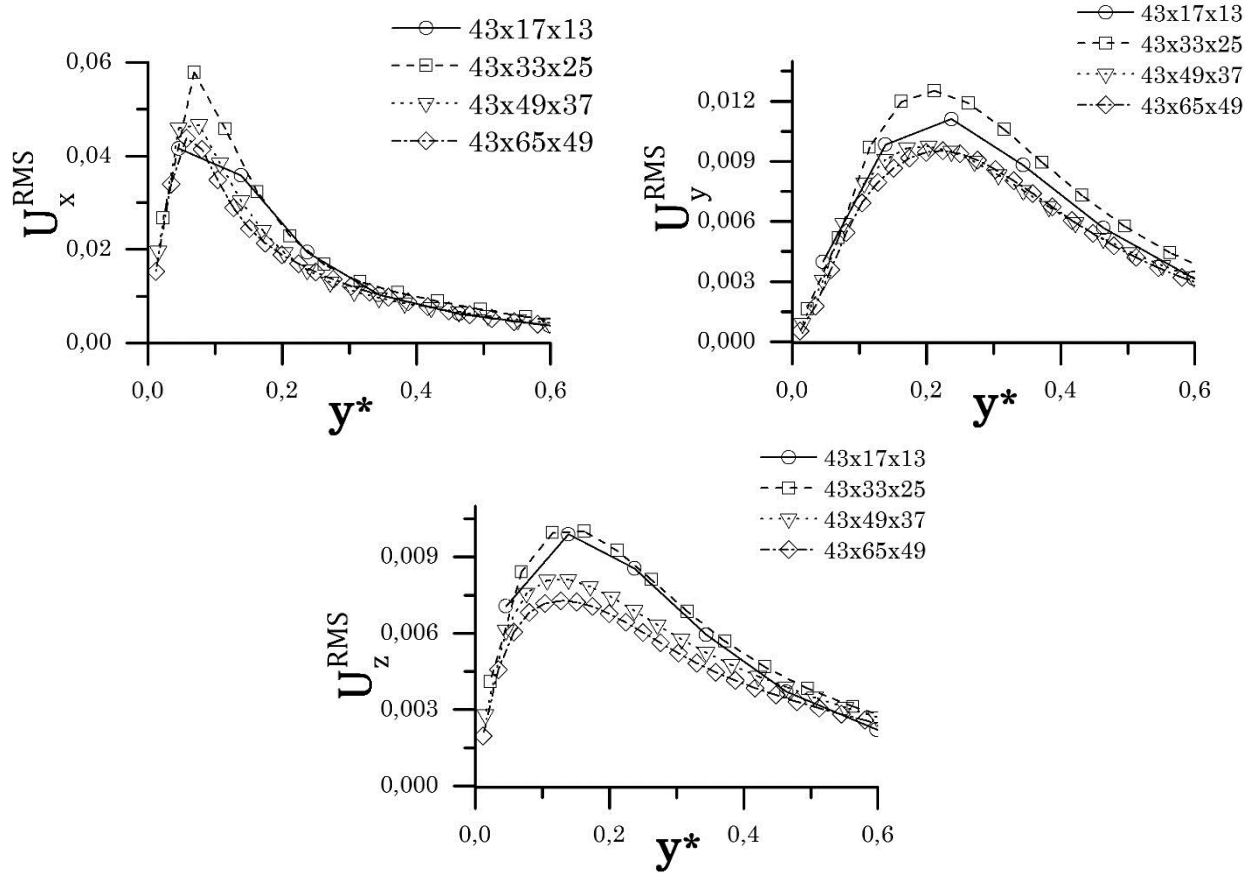 43x17x13
43x33x25
43x49x37
43x65x49
0,06
0,04
0,02
0,00
U_x^RMS
0,0 0,2 0,4 0,6
y*
43x17x13
43x33x25
43x49x37
43x65x49
0,012
0,009
0,006
0,003
0,000
U_y^RMS
0,0 0,2 0,4 0,6
y*
43x17x13
43x33x25
43x49x37
43x65x49
0,009
0,006
0,003
0,000
U_z^RMS
0,0 0,2 0,4 0,6
y*